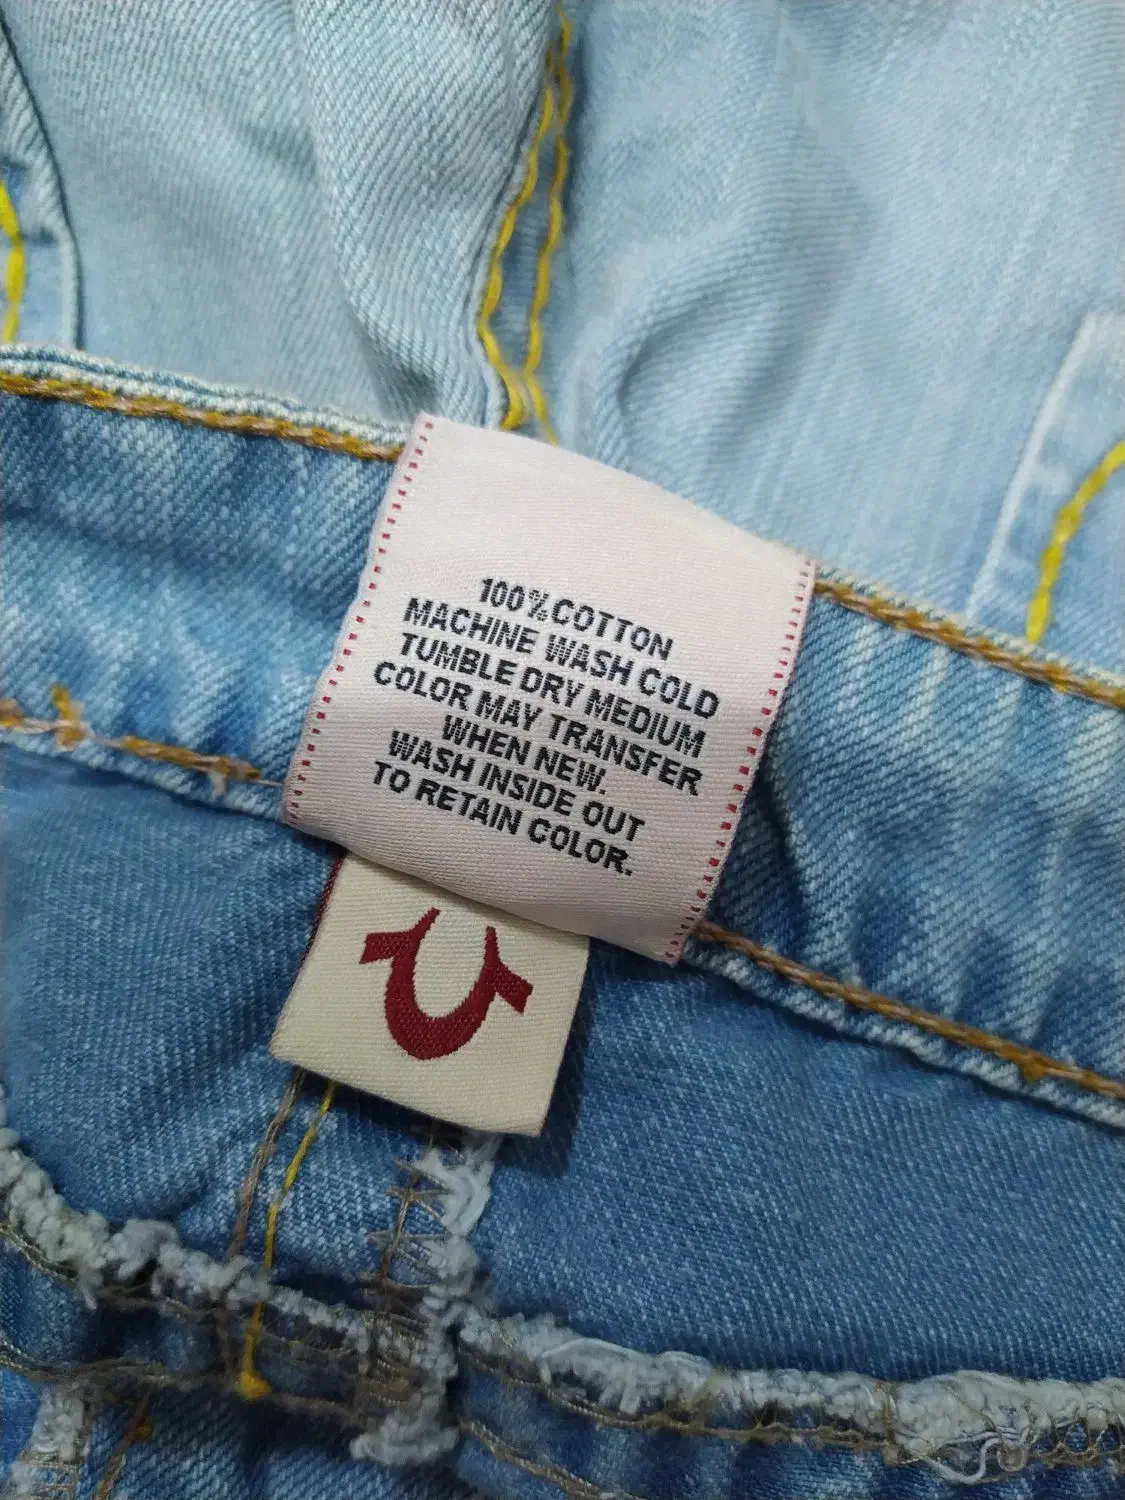 100% COTTON
MACHINE WASH COLD
TUMBLE DRY MEDIUM
COLOR MAY TRANSFER
WHEN NEW.
WASH INSIDE OUT
TO RETAIN COLOR.